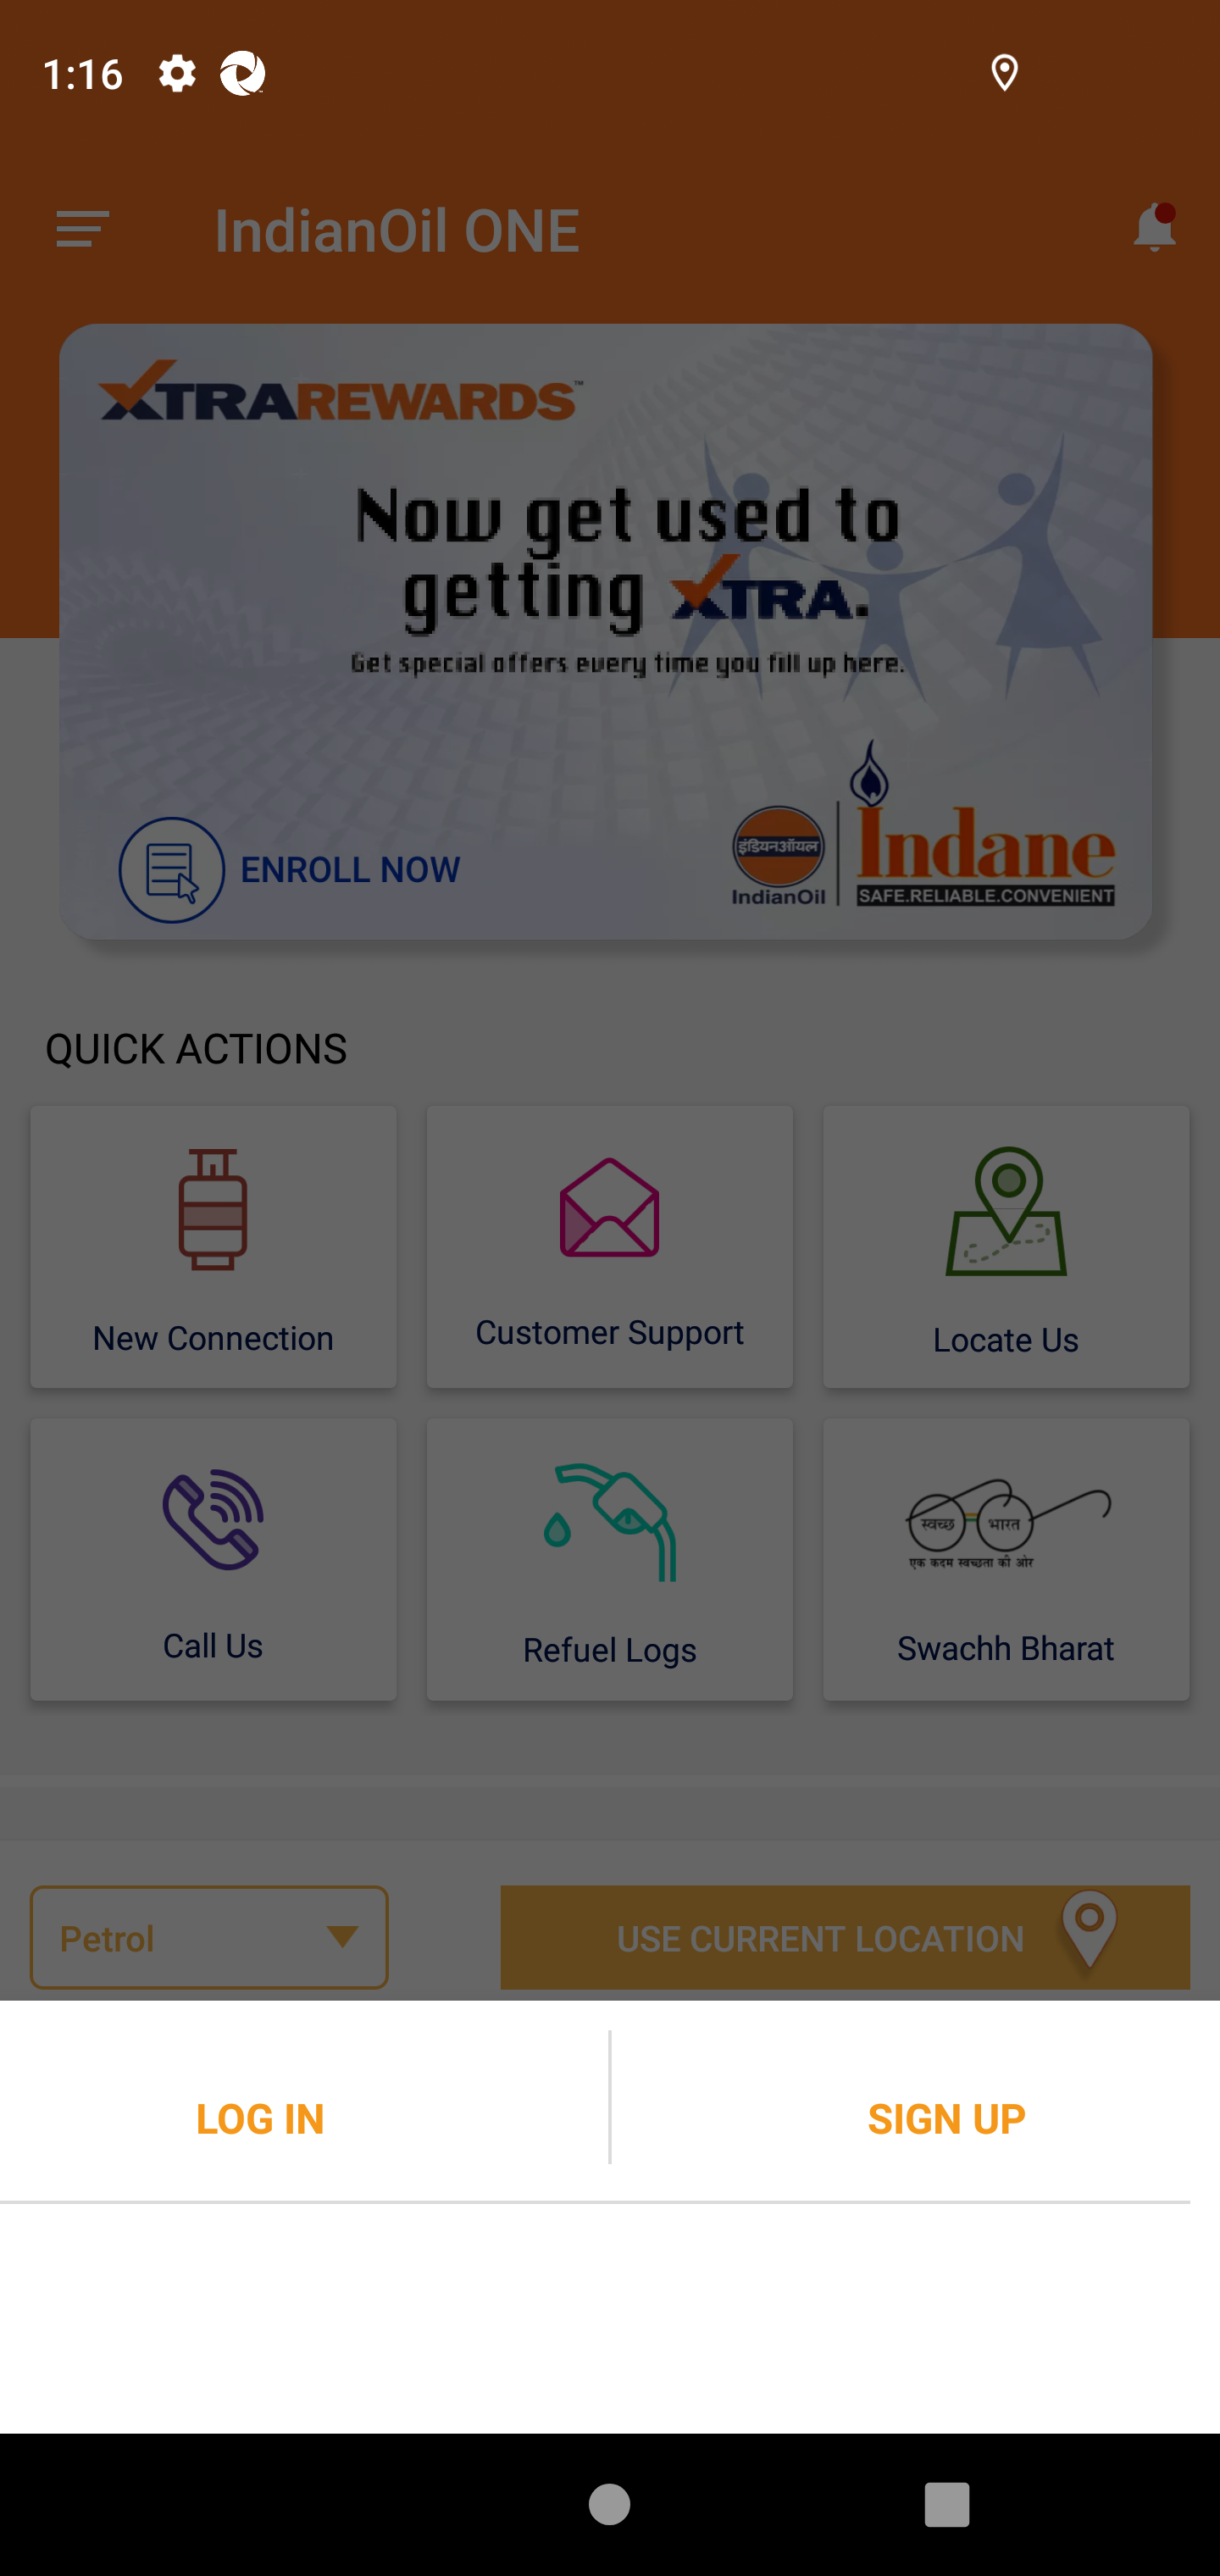 1:16
IndianOil ONE
XTRAREWARDS™
Now get used to
getting XTRA.
Get special offers every time you fill up here.
ENROLL NOW
इंडियनऑयल
IndianOil
Indane
SAFE.RELIABLE.CONVENIENT
QUICK ACTIONS
New Connection
Customer Support
Locate Us
स्वच्छ भारत
एक कदम स्वच्छता की ओर
Call Us
Refuel Logs
Swachh Bharat
Petrol
USE CURRENT LOCATION
LOG IN
SIGN UP